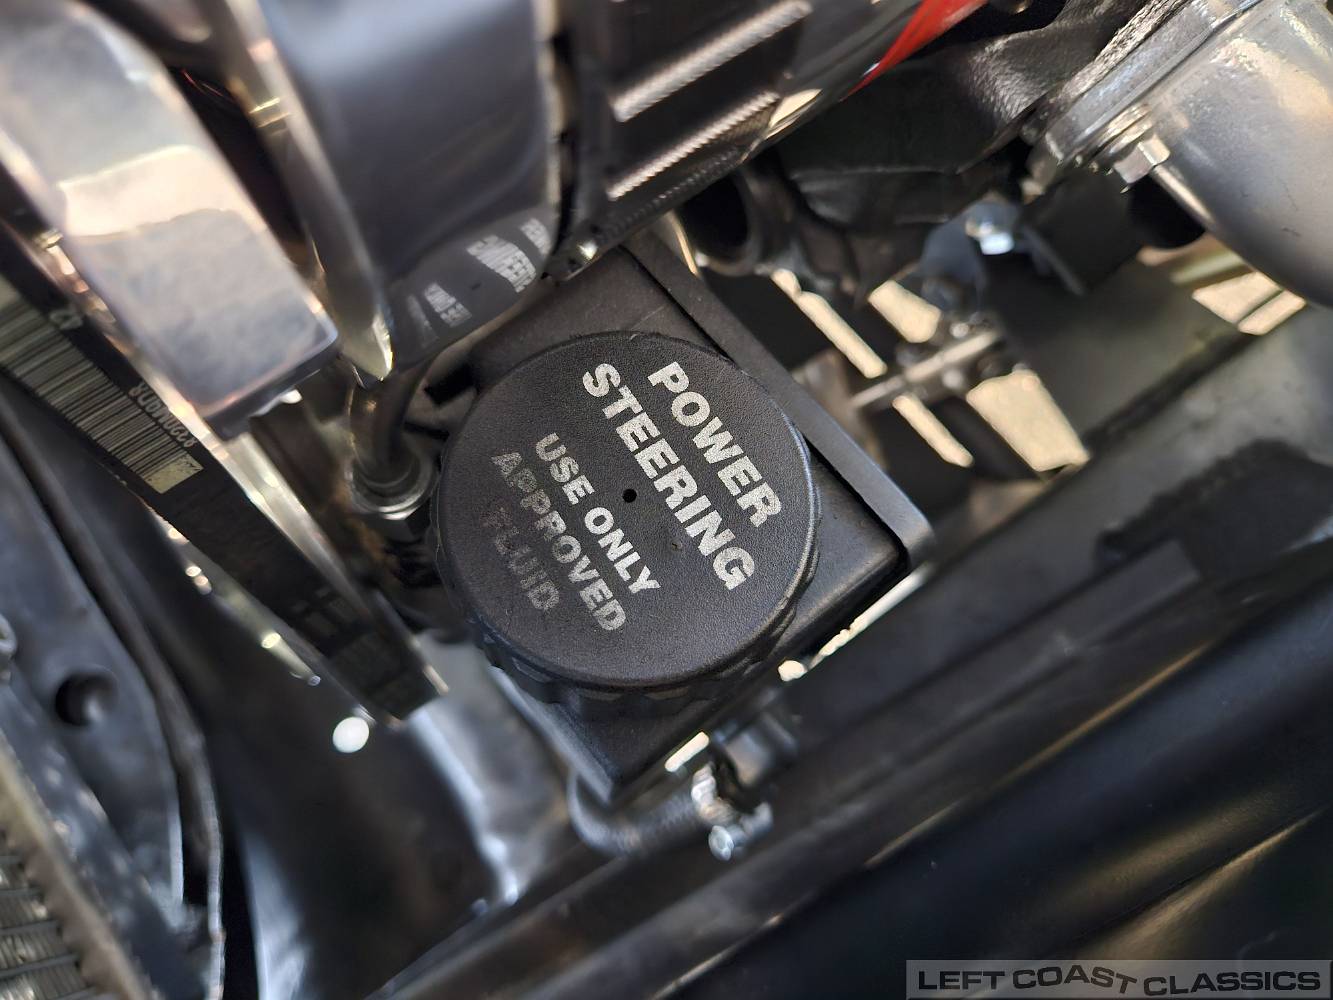 POWER
STEERING
USE ONLY
APPROVED
FLUID
LEFT COAST CLASSICS